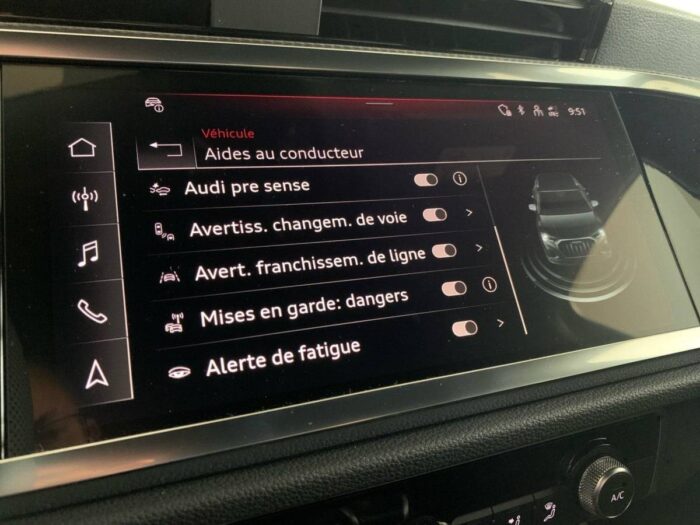 9:51
Véhicule
Aides au conducteur
Audi pre sense
Avertiss. changem. de voie
Avert. franchissem. de ligne
Mises en garde: dangers
Alerte de fatigue
A/C